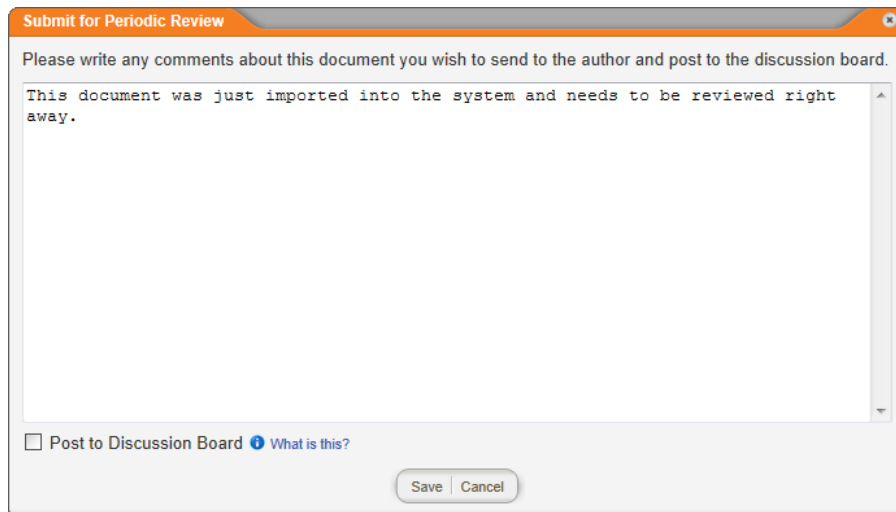 Submit for Periodic Review
Please write any comments about this document you wish to send to the author and post to the discussion board.
This document was just imported into the system and needs to be reviewed right
away.
Post to Discussion Board What is this?
Save Cancel